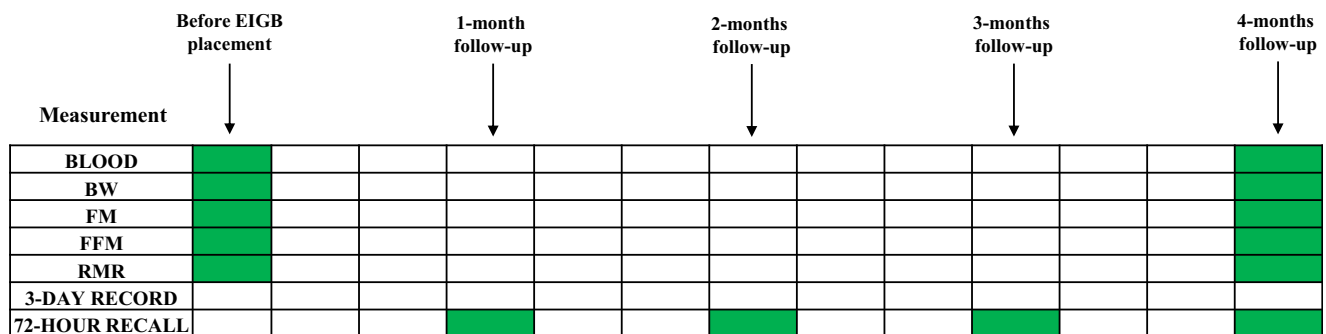 Before EIGB
placement
1-month
follow-up
2-months
follow-up
3-months
follow-up
4-months
follow-up
Measurement
BLOOD
BW
FM
FFM
RMR
3-DAY RECORD
72-HOUR RECALL